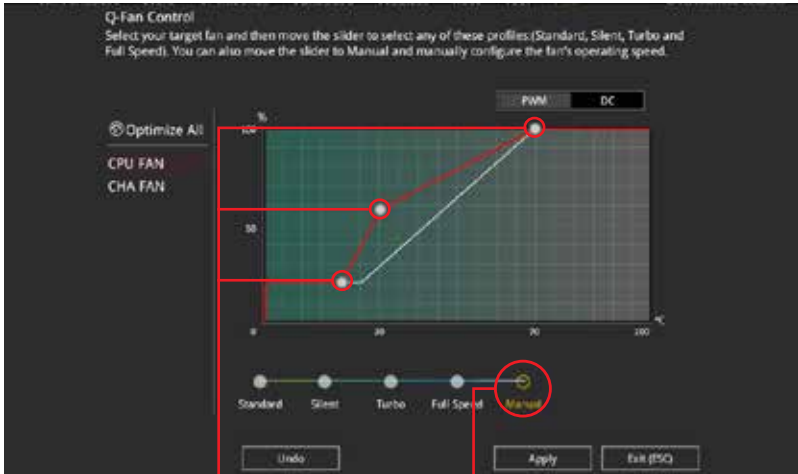 Q-Fan Control
Select your target fan and then move the slider to select any of these profiles:(Standard, Silent, Turbo and
Full Speed). You can also move the slider to Manual and manually configure the fan's operating speed.
PWM DC
Optimize All
CPU FAN
CHA FAN
%
100
50
0 30 70 100
°C
Standard Silent Turbo Full Speed Manual
Undo Apply Exit (ESC)